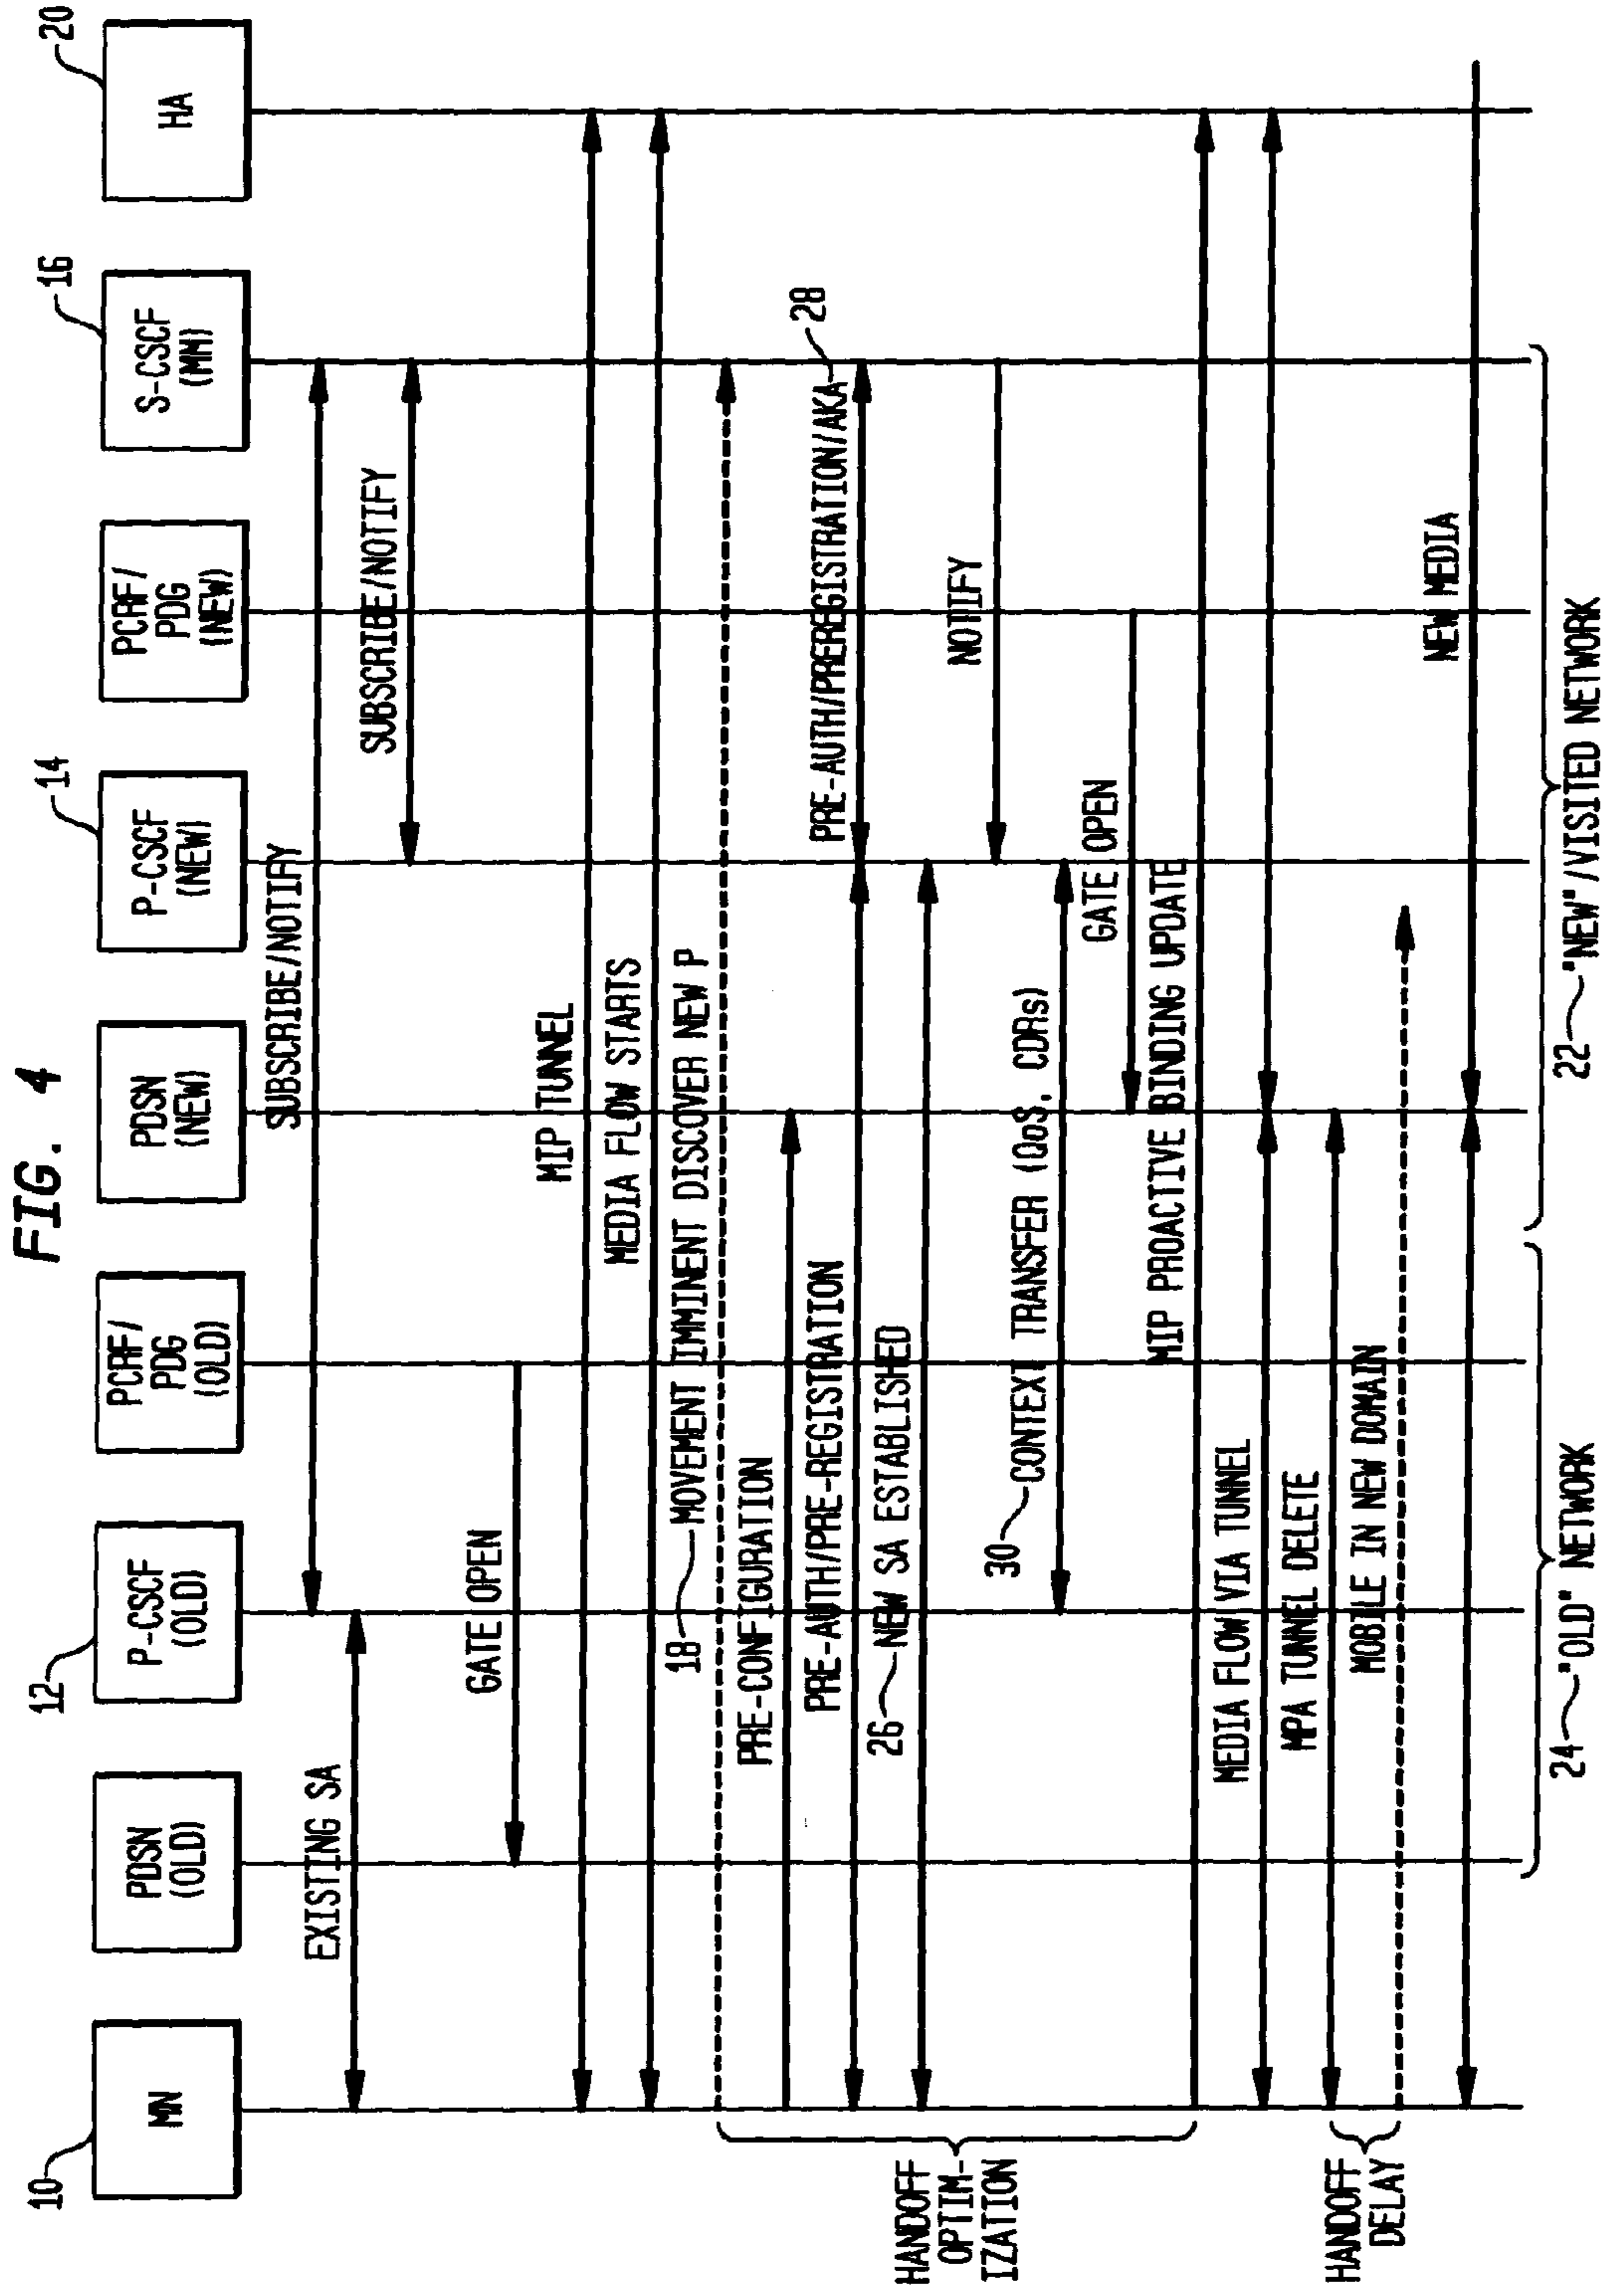 FIG. 4
10
12
14
16
20
MN
PDSN
(OLD)
P-CSCF
(OLD)
PCRF/
PDG
(OLD)
PDSN
(NEW)
P-CSCF
(NEW)
PCRF/
PDG
(NEW)
S-CSCF
(MM)
HA
SUBSCRIBE/NOTIFY
EXISTING SA
SUBSCRIBE/NOTIFY
GATE OPEN
MIP TUNNEL
MEDIA FLOW STARTS
18
MOVEMENT IMMINENT DISCOVER NEW P
PRE-CONFIGURATION
PRE-AUTH/PRE-REGISTRATION
PRE-AUTH/PREREGISTRATION/AKA
28
26
NEW SA ESTABLISHED
NOTIFY
30
CONTEXT TRANSFER (QoS, CDRs)
GATE OPEN
MIP PROACTIVE BINDING UPDATE
MEDIA FLOW VIA TUNNEL
MPA TUNNEL DELETE
MOBILE IN NEW DOMAIN
NEW MEDIA
HANDOFF
OPTIM-
IZATION
HANDOFF
DELAY
24
"OLD" NETWORK
22
"NEW"/VISITED NETWORK